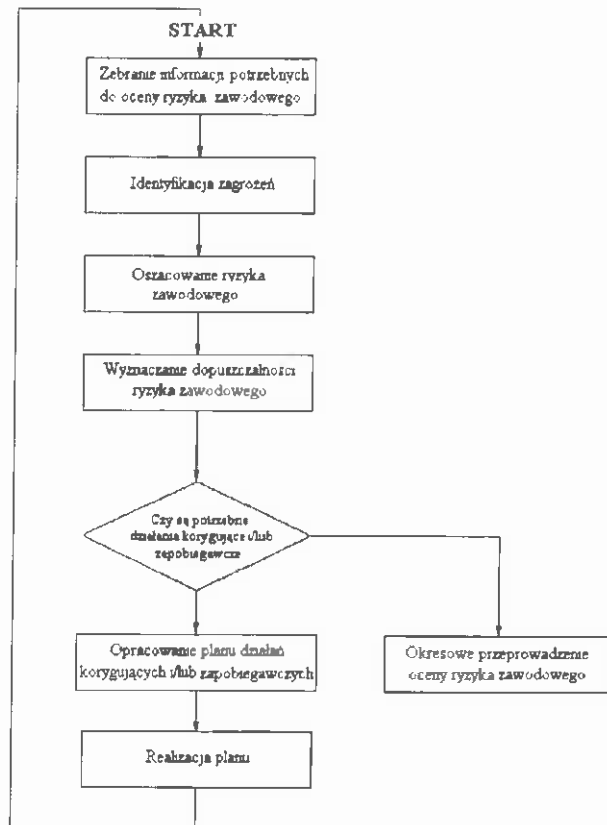 START
Zebranie informacji potrzebnych
do oceny ryzyka zawodowego
Identyfikacja zagrożeń
Oszacowanie ryzyka
zawodowego
Wyznaczanie dopuszczalności
ryzyka zawodowego
Czy są potrzebne
działania korygujące i/lub
zapobiegawcze
Opracowanie planu działań
korygujących i/lub zapobiegawczych
Okresowe przeprowadzenie
oceny ryzyka zawodowego
Realizacja planu